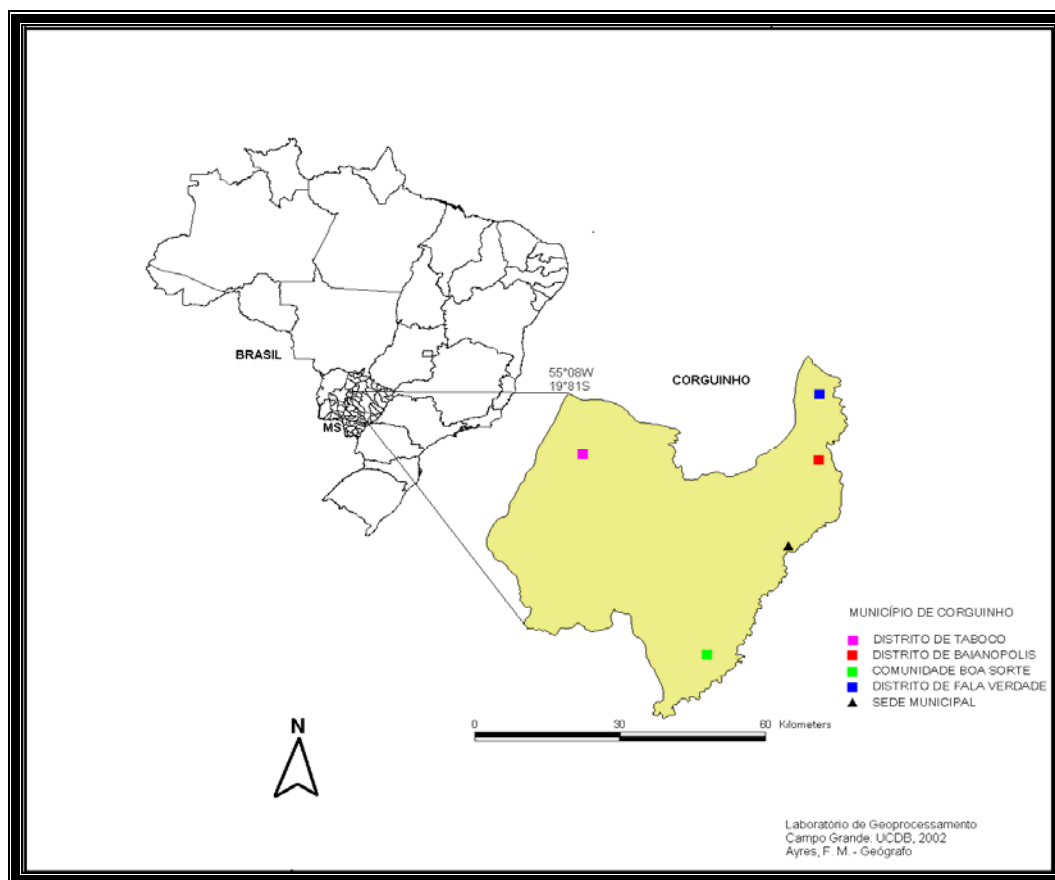 BRASIL
MS
55°08W
19°81S
CORGUINHO
MUNICÍPIO DE CORGUINHO
DISTRITO DE TABOCO
DISTRITO DE BAIANOPOLIS
COMUNIDADE BOA SORTE
DISTRITO DE FALA VERDADE
SEDE MUNICIPAL
0 30 60 Kilometers
N
Laboratório de Geoprocessamento
Campo Grande: UCDB, 2002
Ayres, F. M. - Geógrafo